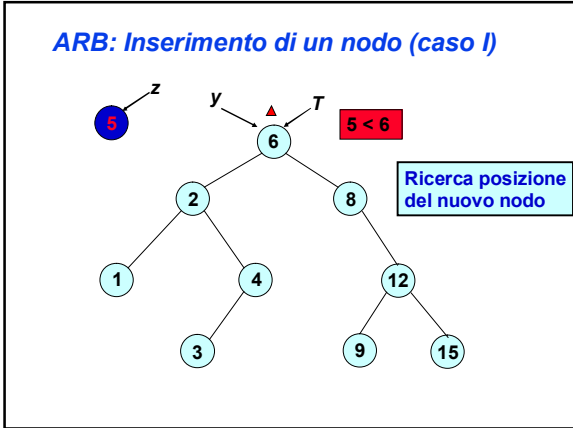 ARB: Inserimento di un nodo (caso I)
z
y
T
5
5 < 6
6
Ricerca posizione
del nuovo nodo
2
8
1
4
12
3
9
15